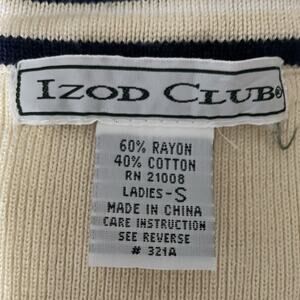 IZOD CLUB®
60% RAYON
40% COTTON
RN 21008
LADIES-S
MADE IN CHINA
CARE INSTRUCTION
SEE REVERSE
# 321A